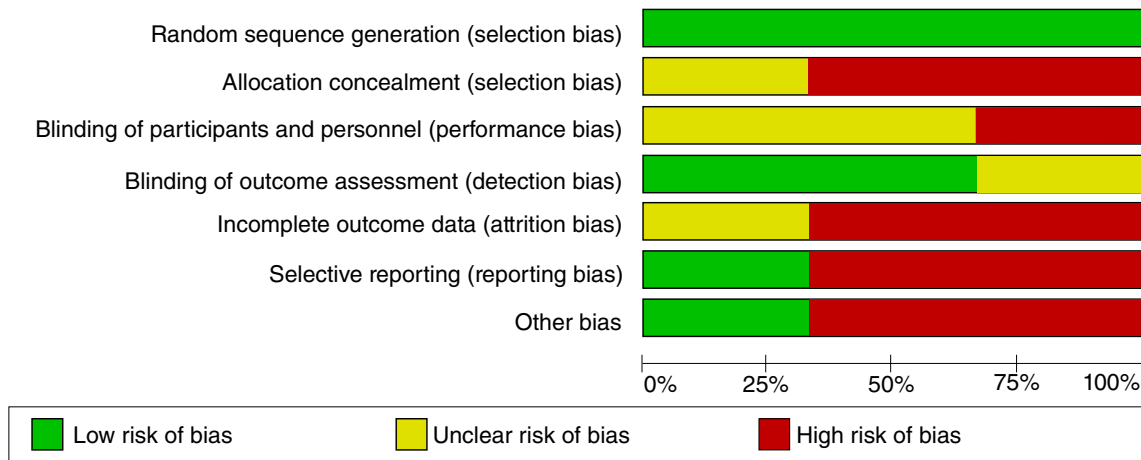 Random sequence generation (selection bias)
Allocation concealment (selection bias)
Blinding of participants and personnel (performance bias)
Blinding of outcome assessment (detection bias)
Incomplete outcome data (attrition bias)
Selective reporting (reporting bias)
Other bias
0% 25% 50% 75% 100%
Low risk of bias Unclear risk of bias High risk of bias